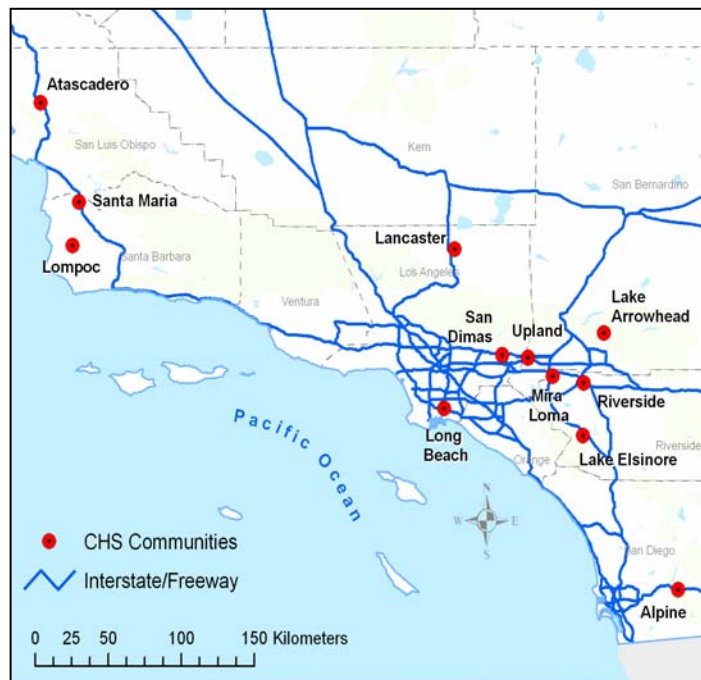 Atascadero
San Luis Obispo
Kern
San Bernardino
Santa Maria
Lancaster
Lompoc
Santa Barbara
Los Angeles
Ventura
San
Dimas
Upland
Lake
Arrowhead
Mira
Loma
Riverside
Long
Beach
Orange
Lake Elsinore
Riverside
Pacific Ocean
N
W
E
S
CHS Communities
Interstate/Freeway
San Diego
Alpine
0 25 50 100 150 Kilometers